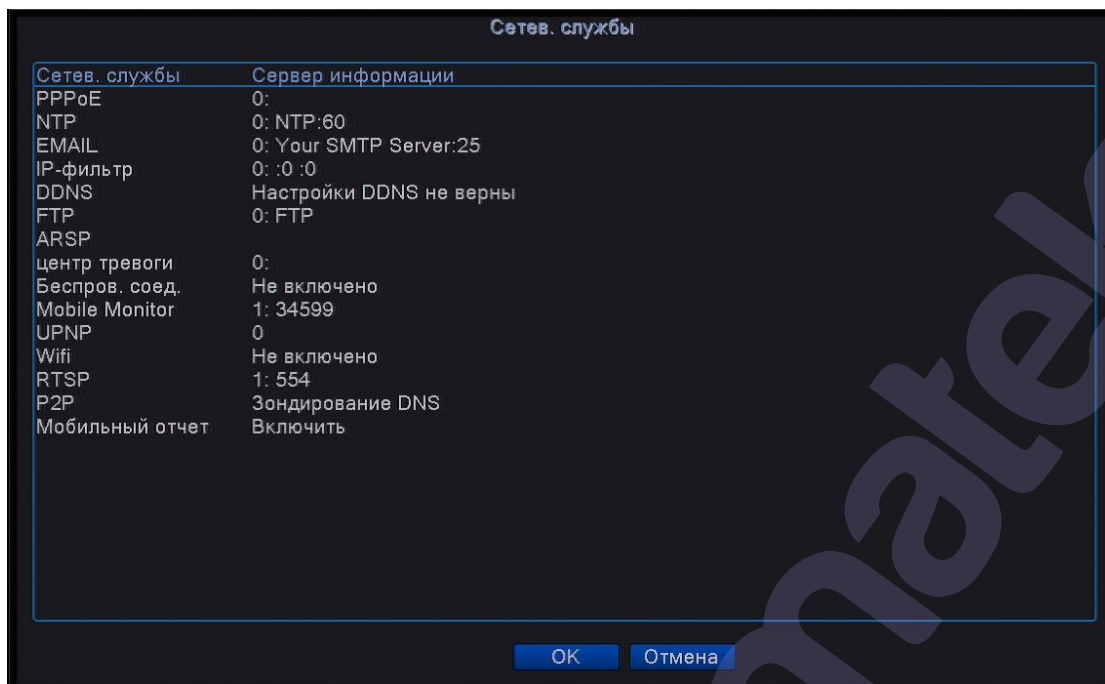 Сетев. службы
Сетев. службы Сервер информации
PPPoE 0:
NTP 0: NTP:60
EMAIL 0: Your SMTP Server:25
IP-фильтр 0: :0 :0
DDNS Настройки DDNS не верны
FTP 0: FTP
ARSP
центр тревоги 0:
Беспров. соед. Не включено
Mobile Monitor 1: 34599
UPNP 0
Wifi Не включено
RTSP 1: 554
P2P Зондирование DNS
Мобильный отчет Включить
OK Отмена